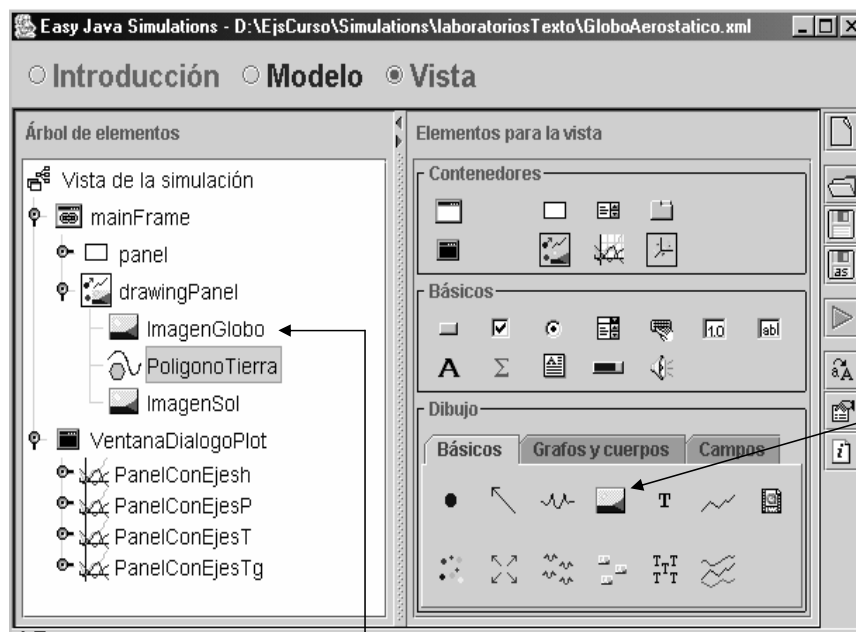 Easy Java Simulations - D:\EjsCurso\Simulations\laboratoriosTexto\GloboAerostatico.xml
Introducción Modelo Vista
Árbol de elementos
Vista de la simulación
mainFrame
panel
drawingPanel
ImagenGlobo
PoligonoTierra
ImagenSol
VentanaDialogoPlot
PanelConEjesh
PanelConEjesP
PanelConEjesT
PanelConEjesTg
Elementos para la vista
Contenedores
Básicos
1.0
abl
A Σ
Dibujo
Básicos Grafos y cuerpos Campos
T
T T T
T T
as
aA
i